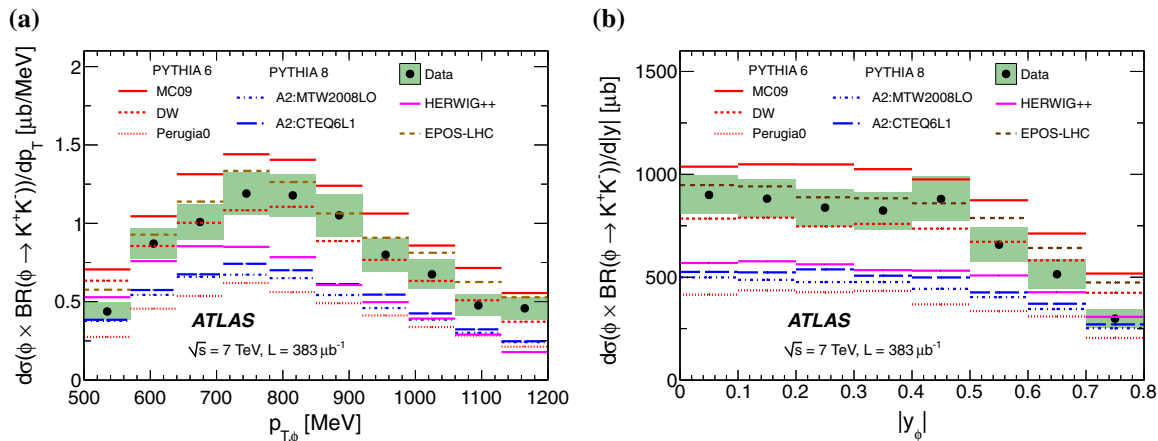 (a)
dσ(ϕ × BR(ϕ → K⁺K⁻))/dp_T [μb/MeV]
2
1.5
1
0.5
0
PYTHIA 6
MC09
DW
Perugia0
PYTHIA 8
A2:MTW2008LO
A2:CTEQ6L1
Data
HERWIG++
EPOS-LHC
ATLAS
√s = 7 TeV, L = 383 μb⁻¹
500 600 700 800 900 1000 1100 1200
p_T,ϕ [MeV]
(b)
dσ(ϕ × BR(ϕ → K⁺K⁻))/d|y| [μb]
1500
1000
500
0
PYTHIA 6
MC09
DW
Perugia0
PYTHIA 8
A2:MTW2008LO
A2:CTEQ6L1
Data
HERWIG++
EPOS-LHC
ATLAS
√s = 7 TeV, L = 383 μb⁻¹
0 0.1 0.2 0.3 0.4 0.5 0.6 0.7 0.8
|y_ϕ|